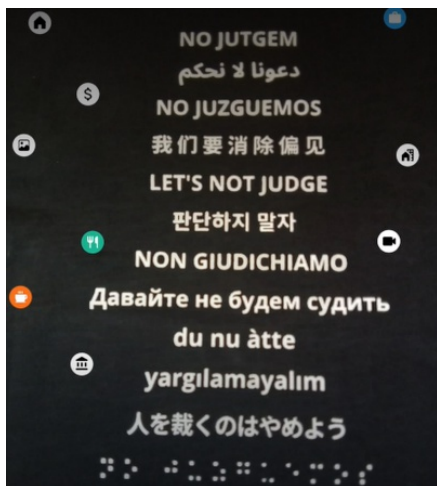 NO JUTGEM
دعونا لا نحكم
NO JUZGUEMOS
我们要消除偏见
LET'S NOT JUDGE
판단하지 말자
NON GIUDICHIAMO
Давайте не будем судить
du nu àtte
yargılamayalım
人を裁くのはやめよう